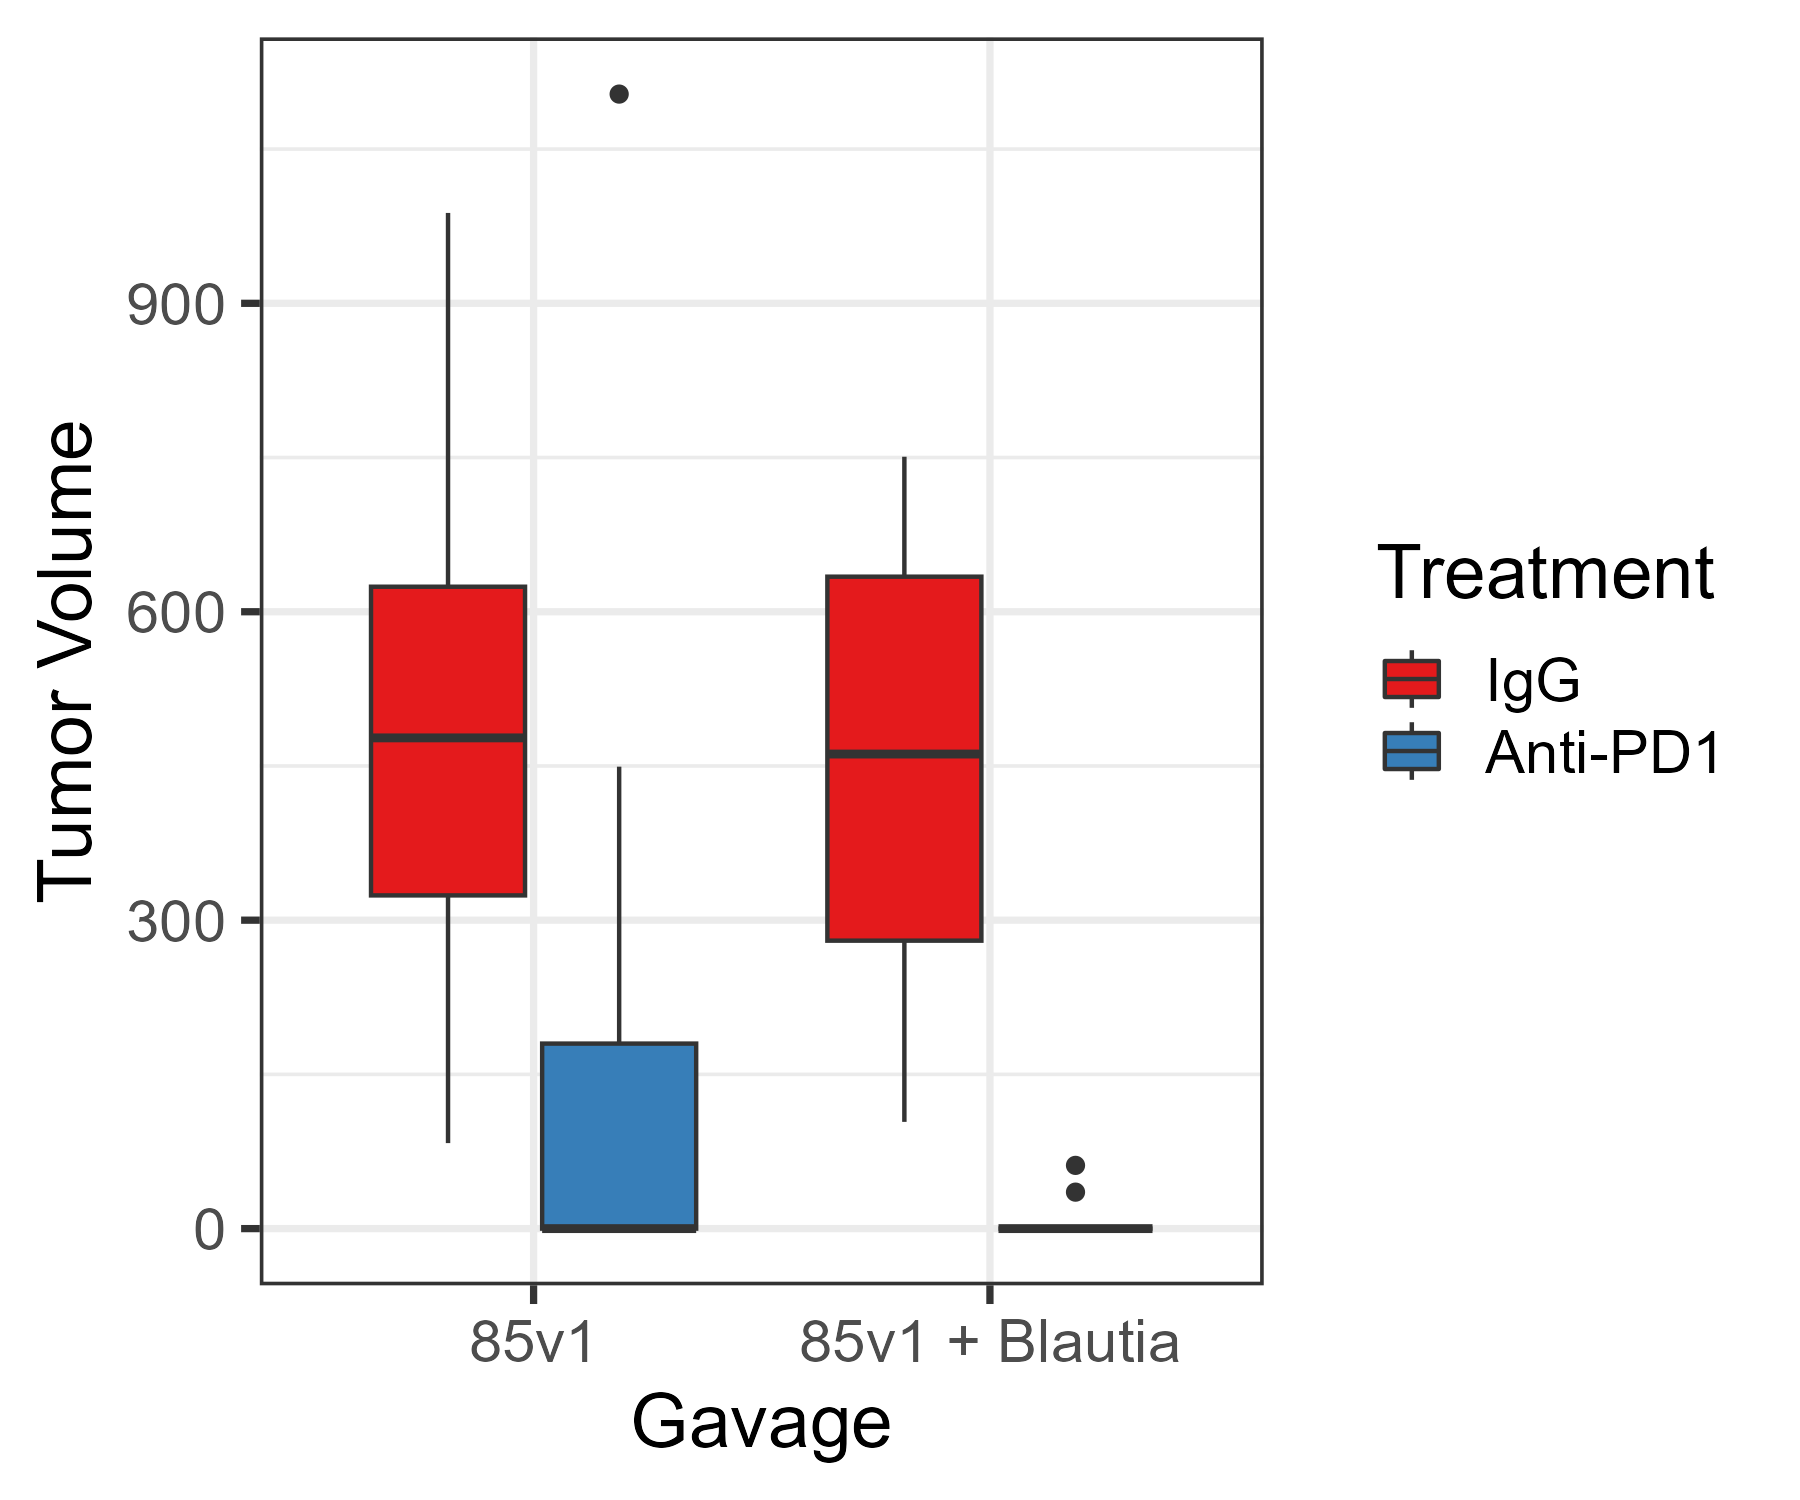 Tumor Volume
900
600
300
0
85v1
85v1 + Blautia
Gavage
Treatment
IgG
Anti-PD1